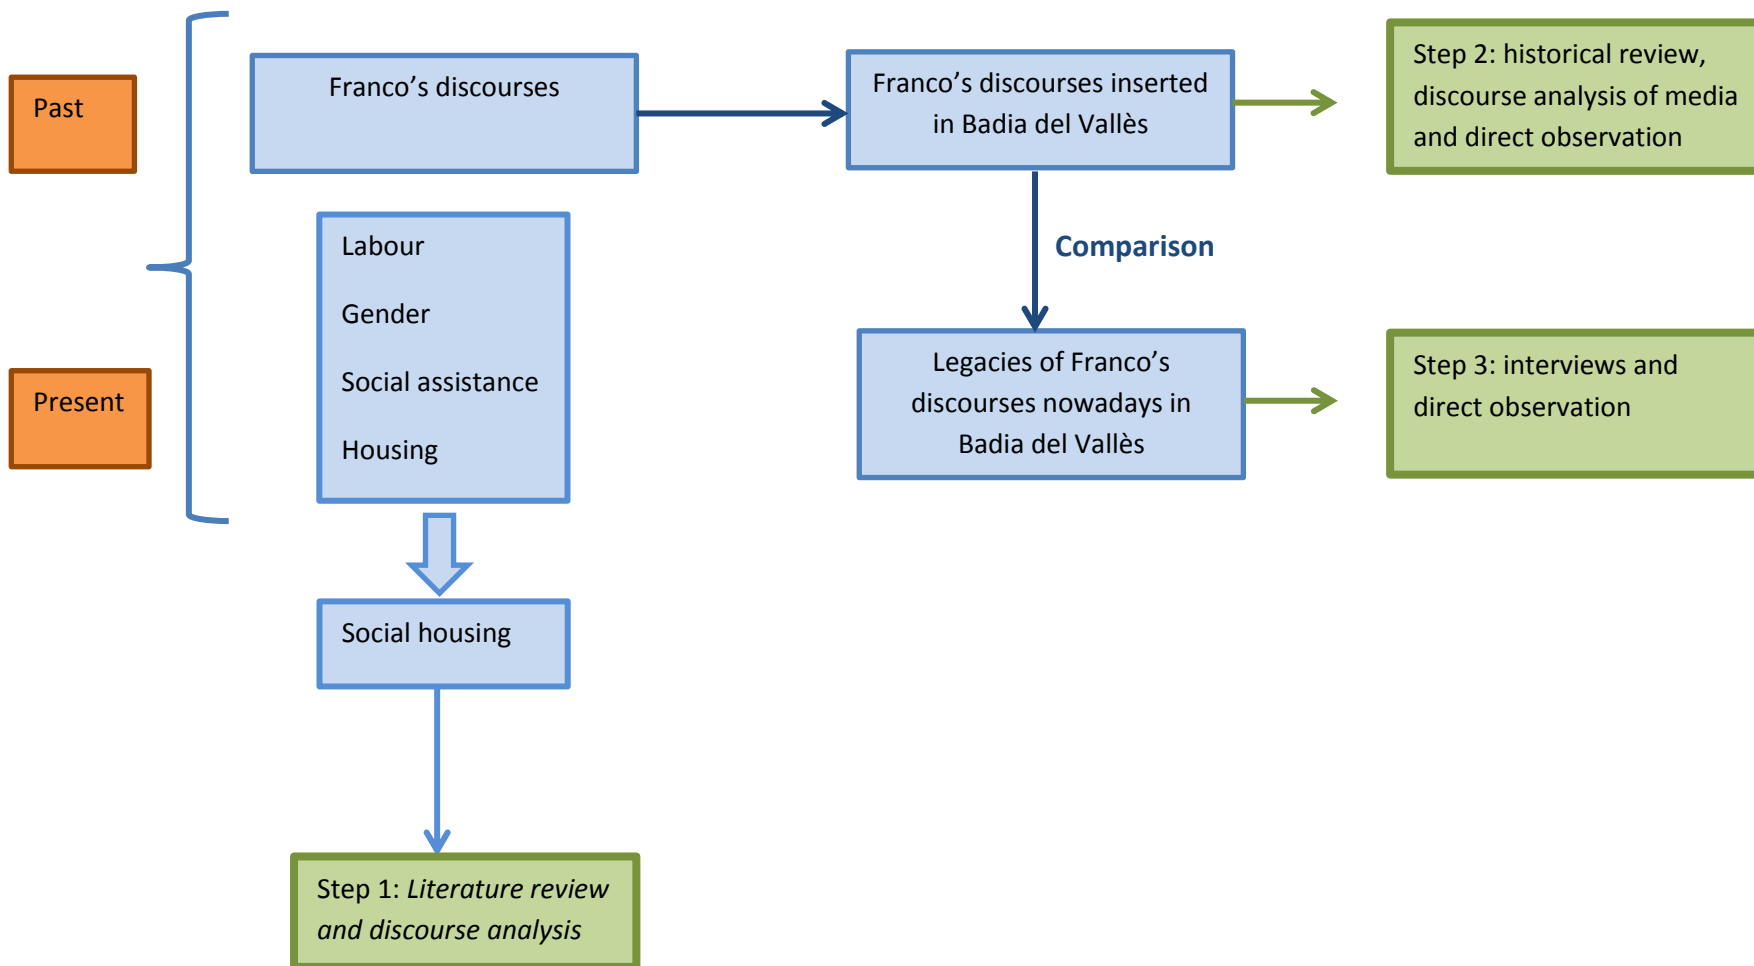 Past
Present
Franco’s discourses
Labour
Gender
Social assistance
Housing
Social housing
Step 1: Literature review
and discourse analysis
Franco’s discourses inserted
in Badia del Vallès
Comparison
Legacies of Franco’s
discourses nowadays in
Badia del Vallès
Step 2: historical review,
discourse analysis of media
and direct observation
Step 3: interviews and
direct observation